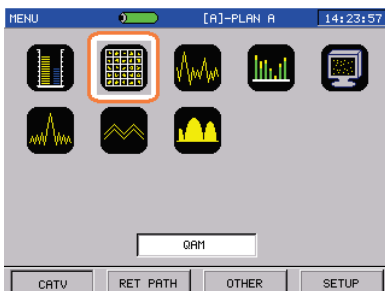 MENU [A]-PLAN A 14:23:57
QAM
CATV RET PATH OTHER SETUP